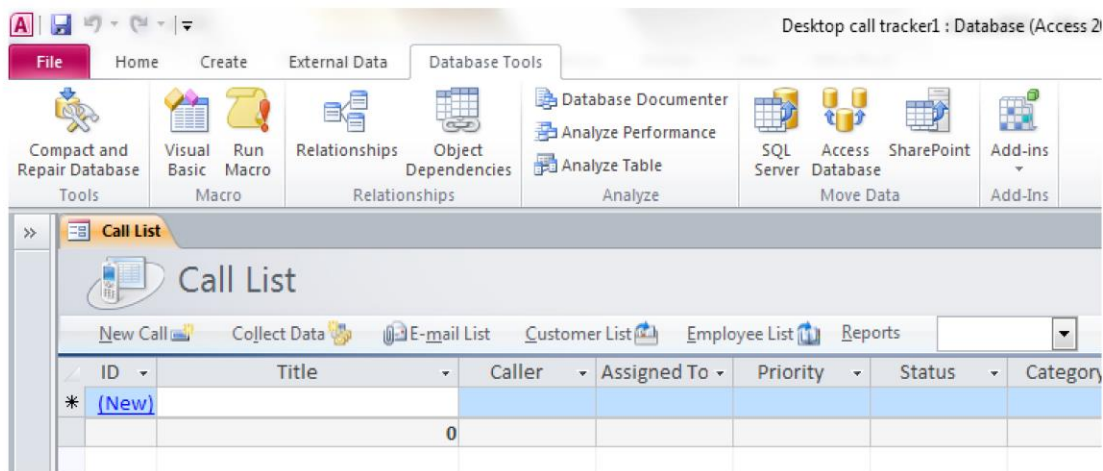 Desktop call tracker1 : Database (Access 20
File Home Create External Data Database Tools
Compact and Repair Database
Visual Basic
Run Macro
Relationships
Object Dependencies
Database Documenter
Analyze Performance
Analyze Table
SQL Server
Access Database
SharePoint
Add-ins
Tools Macro Relationships Analyze Move Data Add-Ins
Call List
Call List
New Call Collect Data E-mail List Customer List Employee List Reports
ID Title Caller Assigned To Priority Status Category
(New)
0